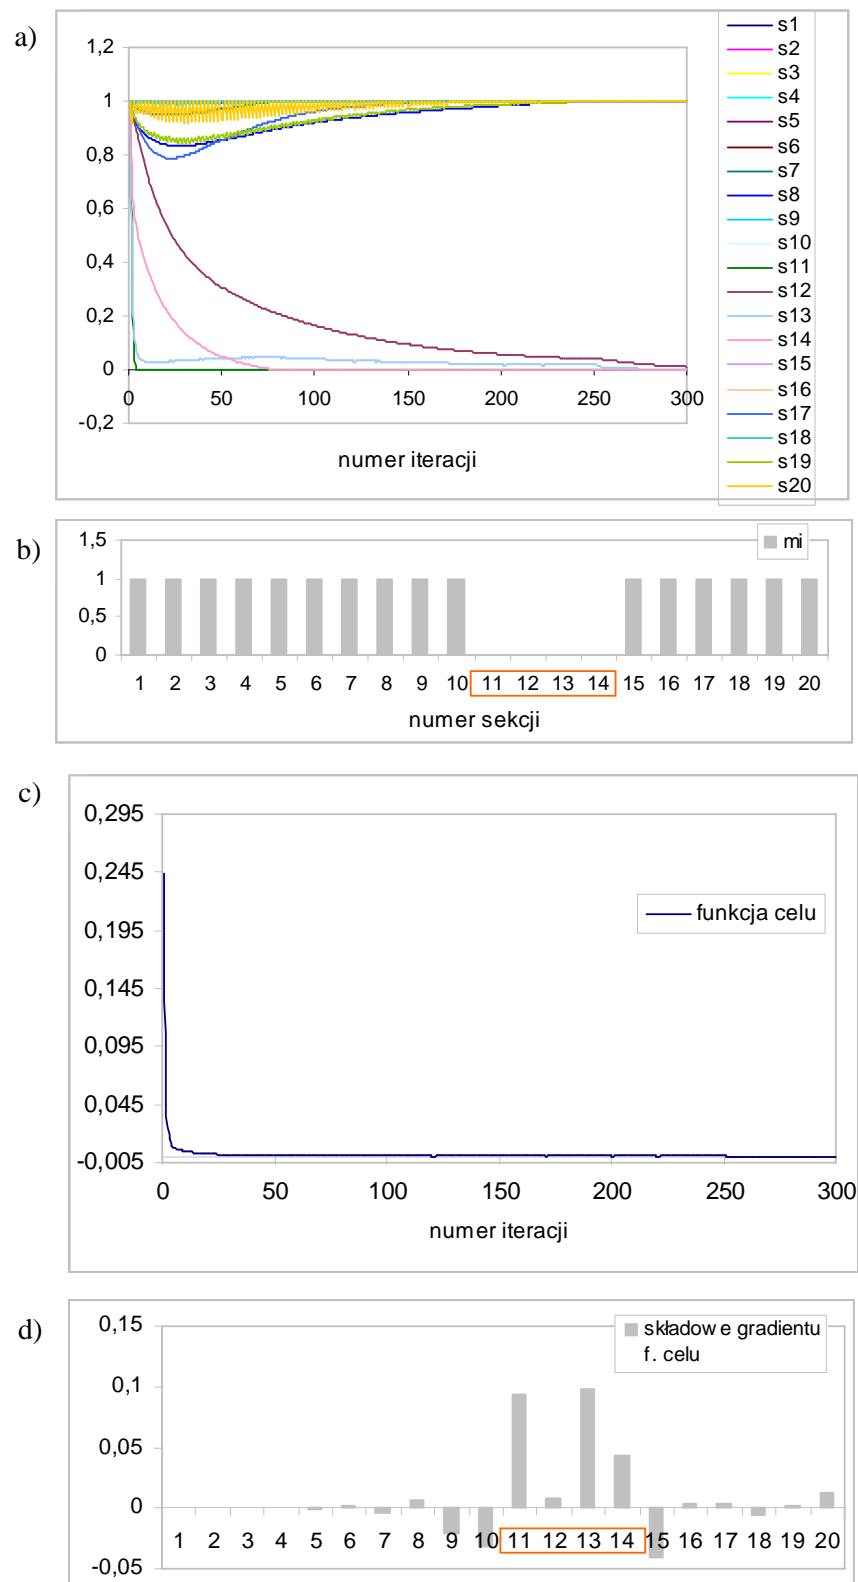 a)
1,2
1
0,8
0,6
0,4
0,2
0
-0,2
0 50 100 150 200 250 300
numer iteracji
s1
s2
s3
s4
s5
s6
s7
s8
s9
s10
s11
s12
s13
s14
s15
s16
s17
s18
s19
s20
b)
1,5
1
0,5
0
mi
1 2 3 4 5 6 7 8 9 10 11 12 13 14 15 16 17 18 19 20
numer sekcji
c)
0,295
0,245
0,195
0,145
0,095
0,045
-0,005
funkcja celu
0 50 100 150 200 250 300
numer iteracji
d)
0,15
0,1
0,05
0
-0,05
składowe gradientu
f. celu
1 2 3 4 5 6 7 8 9 10 11 12 13 14 15 16 17 18 19 20